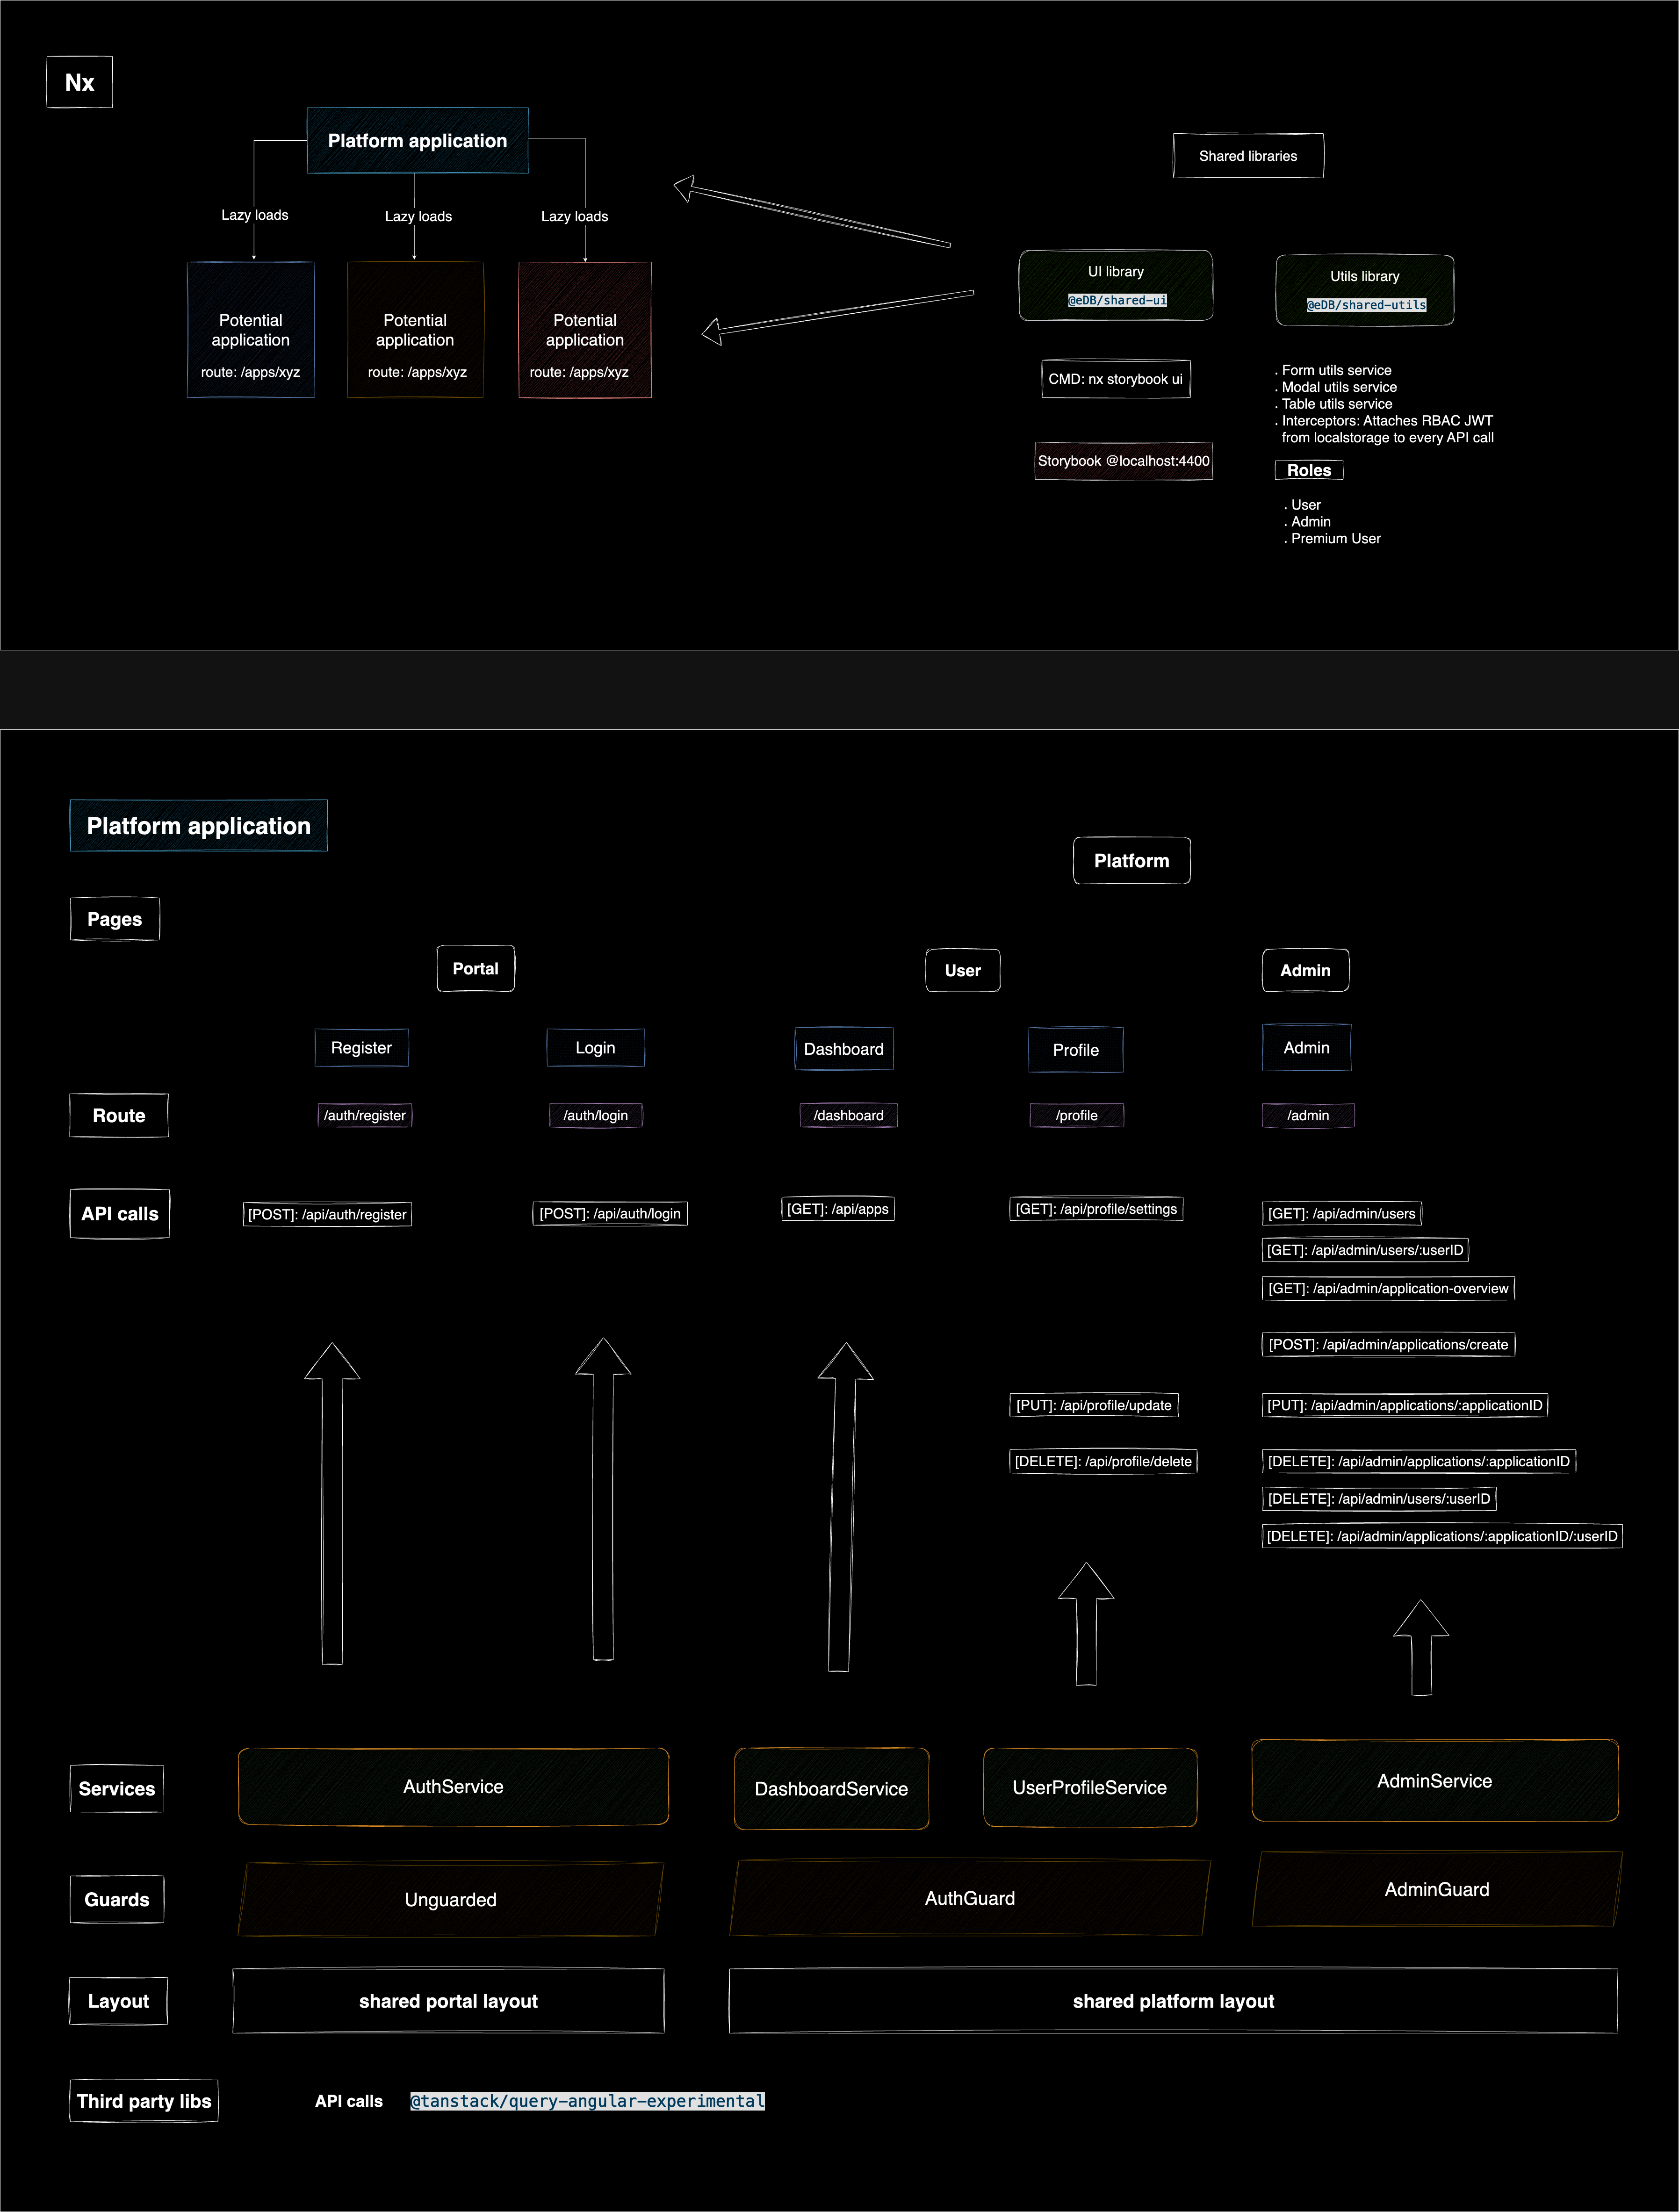 Nx
Platform application
Shared libraries
Lazy loads
Lazy loads
Lazy loads
UI library
@eDB/shared-ui
Utils library
@eDB/shared-utils
Potential
application
route: /apps/xyz
Potential
application
route: /apps/xyz
Potential
application
route: /apps/xyz
CMD: nx storybook ui
Storybook @localhost:4400
. Form utils service
. Modal utils service
. Table utils service
. Interceptors: Attaches RBAC JWT
from localstorage to every API call
Roles
. User
. Admin
. Premium User
Platform application
Platform
Pages
Portal
User
Admin
Register
Login
Dashboard
Profile
Admin
Route
/auth/register
/auth/login
/dashboard
/profile
/admin
API calls
[POST]: /api/auth/register
[POST]: /api/auth/login
[GET]: /api/apps
[GET]: /api/profile/settings
[GET]: /api/admin/users
[GET]: /api/admin/users/:userID
[GET]: /api/admin/application-overview
[POST]: /api/admin/applications/create
[PUT]: /api/profile/update
[PUT]: /api/admin/applications/:applicationID
[DELETE]: /api/profile/delete
[DELETE]: /api/admin/applications/:applicationID
[DELETE]: /api/admin/users/:userID
[DELETE]: /api/admin/applications/:applicationID/:userID
Services
AuthService
DashboardService
UserProfileService
AdminService
Guards
Unguarded
AuthGuard
AdminGuard
Layout
shared portal layout
shared platform layout
Third party libs
API calls
@tanstack/query-angular-experimental